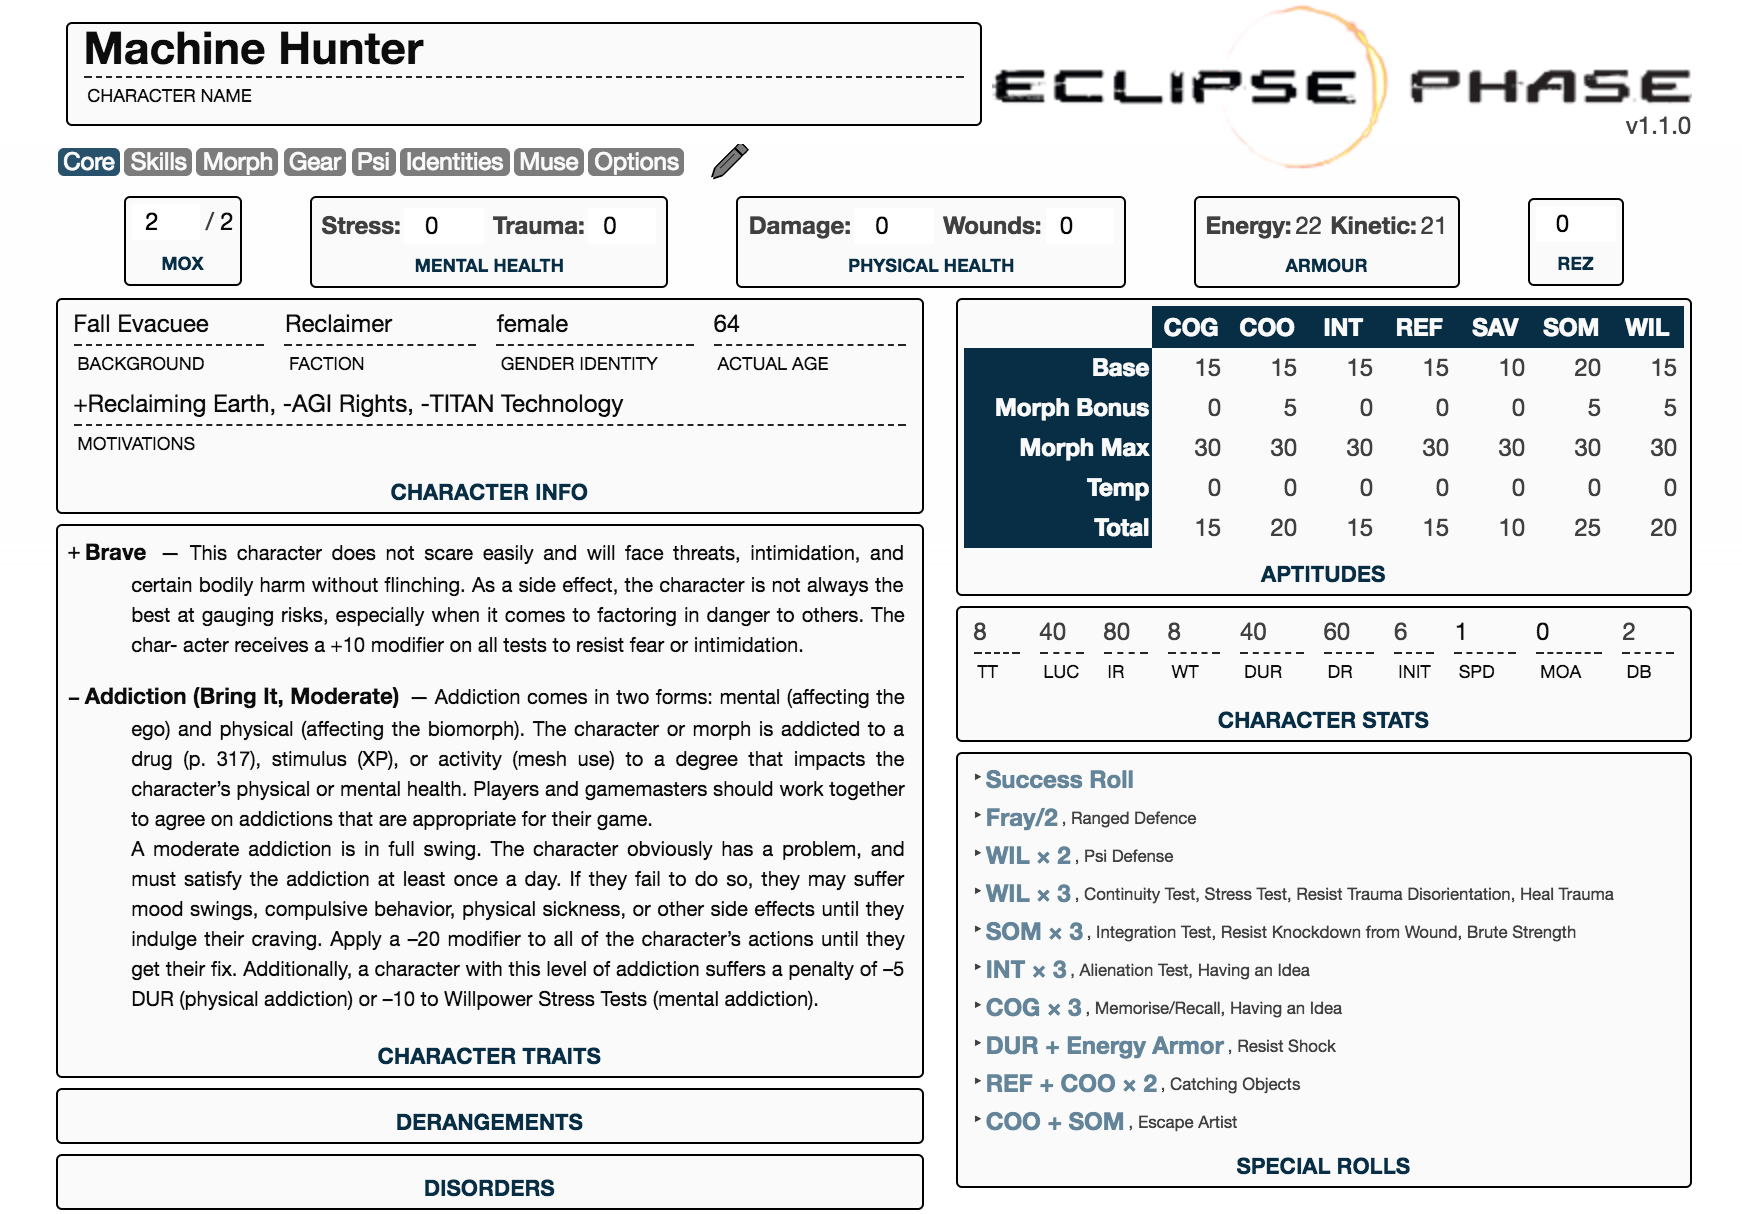 Machine Hunter
CHARACTER NAME
ECLIPSE PHASE
v1.1.0
Core Skills Morph Gear Psi Identities Muse Options
2 / 2
MOX
Stress: 0 Trauma: 0
MENTAL HEALTH
Damage: 0 Wounds: 0
PHYSICAL HEALTH
Energy: 22 Kinetic: 21
ARMOUR
0
REZ
Fall Evacuee Reclaimer female 64
BACKGROUND FACTION GENDER IDENTITY ACTUAL AGE
+Reclaiming Earth, -AGI Rights, -TITAN Technology
MOTIVATIONS
CHARACTER INFO
+ Brave — This character does not scare easily and will face threats, intimidation, and
certain bodily harm without flinching. As a side effect, the character is not always the
best at gauging risks, especially when it comes to factoring in danger to others. The
char- acter receives a +10 modifier on all tests to resist fear or intimidation.
– Addiction (Bring It, Moderate) — Addiction comes in two forms: mental (affecting the
ego) and physical (affecting the biomorph). The character or morph is addicted to a
drug (p. 317), stimulus (XP), or activity (mesh use) to a degree that impacts the
character’s physical or mental health. Players and gamemasters should work together
to agree on addictions that are appropriate for their game.
A moderate addiction is in full swing. The character obviously has a problem, and
must satisfy the addiction at least once a day. If they fail to do so, they may suffer
mood swings, compulsive behavior, physical sickness, or other side effects until they
indulge their craving. Apply a –20 modifier to all of the character’s actions until they
get their fix. Additionally, a character with this level of addiction suffers a penalty of –5
DUR (physical addiction) or –10 to Willpower Stress Tests (mental addiction).
CHARACTER TRAITS
DERANGEMENTS
DISORDERS
COG COO INT REF SAV SOM WIL
Base 15 15 15 15 10 20 15
Morph Bonus 0 5 0 0 0 5 5
Morph Max 30 30 30 30 30 30 30
Temp 0 0 0 0 0 0 0
Total 15 20 15 15 10 25 20
APTITUDES
8 40 80 8 40 60 6 1 0 2
TT LUC IR WT DUR DR INIT SPD MOA DB
CHARACTER STATS
‣ Success Roll
‣ Fray/2 , Ranged Defence
‣ WIL × 2 , Psi Defense
‣ WIL × 3 , Continuity Test, Stress Test, Resist Trauma Disorientation, Heal Trauma
‣ SOM × 3 , Integration Test, Resist Knockdown from Wound, Brute Strength
‣ INT × 3 , Alienation Test, Having an Idea
‣ COG × 3 , Memorise/Recall, Having an Idea
‣ DUR + Energy Armor , Resist Shock
‣ REF + COO × 2 , Catching Objects
‣ COO + SOM , Escape Artist
SPECIAL ROLLS